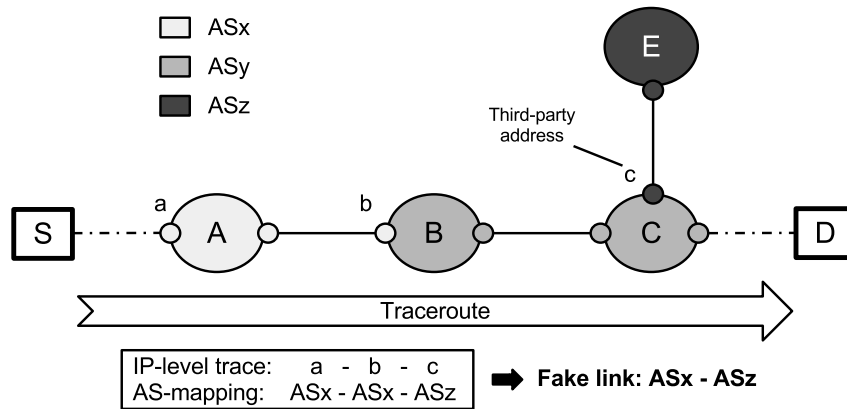 ASx
ASy
ASz
E
Third-party
address
c
a
b
S
A
B
C
D
Traceroute
IP-level trace: a - b - c
AS-mapping: ASx - ASx - ASz
Fake link: ASx - ASz